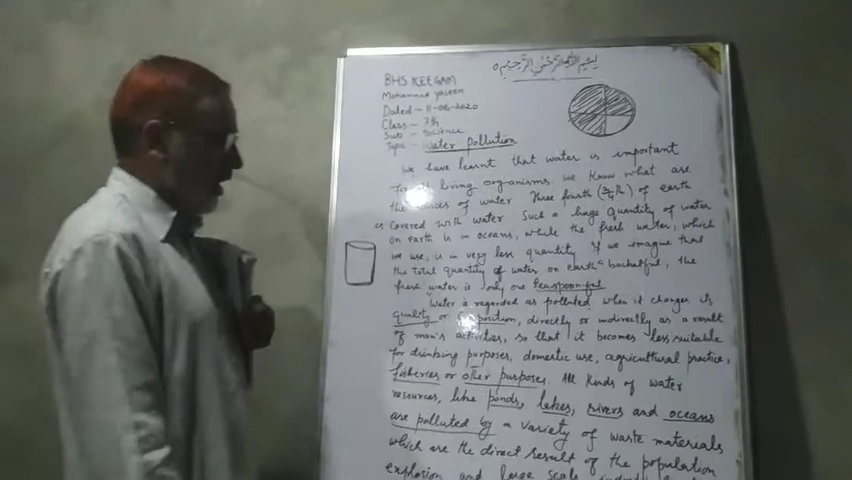 بسم الله الرحمن الرحيم
BHS KEEGAM
Mohammad Yaseen
Dated:- 11-06-2020
Class:- 7th
Sub:- Science
Topic:- Water Pollution
We have learnt that water is important
for all living organisms. We Know what are
the sources of water Three fourth (3/4 th) of earth
is Covered with water Such a huge quantity of water
on earth is in oceans, while the fresh water, which
we use, is in very less quantity If we imagine that
the total quantity of water on earth a bucketful, the
fresh water is only one teaspoonful
Water is regarded as polluted when it changes its
quality or directly or indirectly as a result
of man's activities, so that it becomes less suitable
for drinking purposes, domestic use, agricultural practice,
fisheries or other purposes. All Kinds of water
resources, like ponds, lakes, rivers and oceans
are polluted by a variety of waste materials
which are the direct result of the population
explosion and large scale